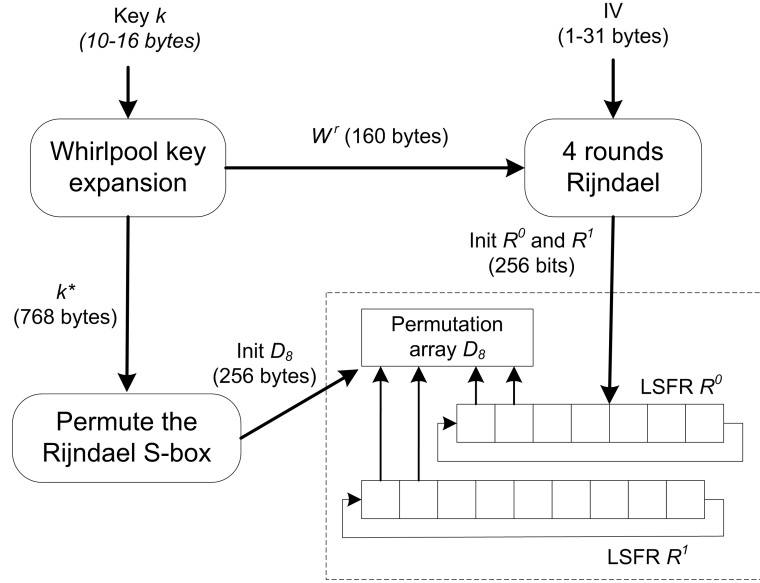 Key k
(10-16 bytes)
IV
(1-31 bytes)
Whirlpool key
expansion
W^r (160 bytes)
4 rounds
Rijndael
Init R^0 and R^1
(256 bits)
k*
(768 bytes)
Permutation
array D_8
Init D_8
(256 bytes)
LSFR R^0
Permute the
Rijndael S-box
LSFR R^1